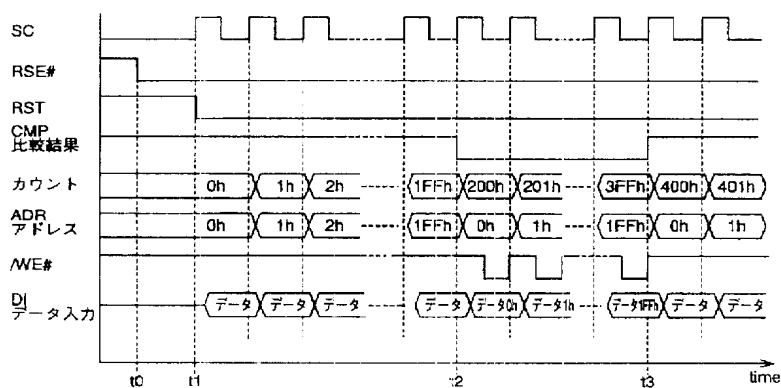 SC
RSE#
RST
CMP
比較結果
カウント 0h 1h 2h 1FFh 200h 201h 3FFh 400h 401h
ADR
アドレス 0h 1h 2h 1FFh 0h 1h 1FFh 0h 1h
/WE#
DI
データ入力 データ データ データ データ データ0h データ1h データ1FFh データ データ
t0 t1 t2 t3 time